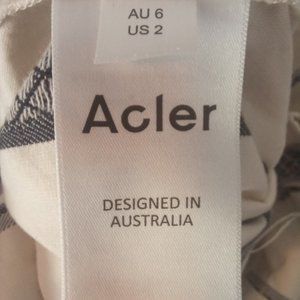 AU 6
US 2
Acler
DESIGNED IN
AUSTRALIA